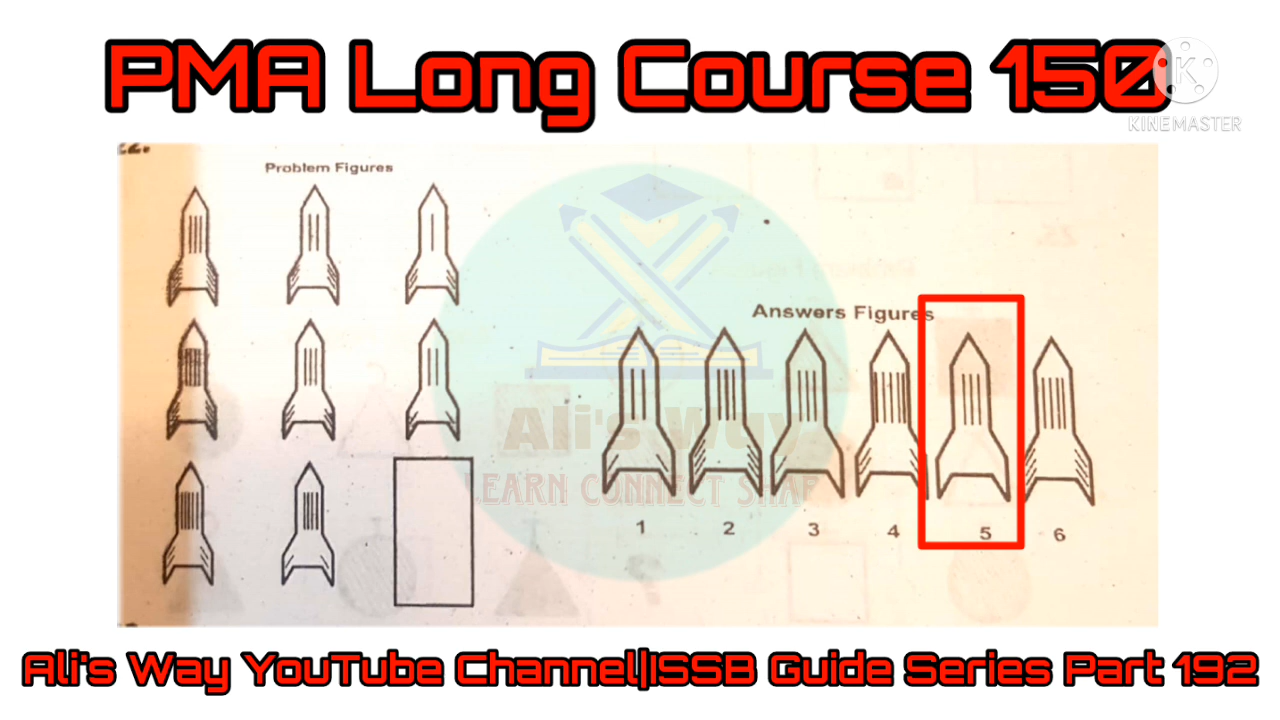 PMA Long Course 150
KINEMASTER
Problem Figures
Answers Figures
Ali's Way
LEARN CONNECT SHAR
1 2 3 4 5 6
Ali's Way YouTube Channel|ISSB Guide Series Part 192